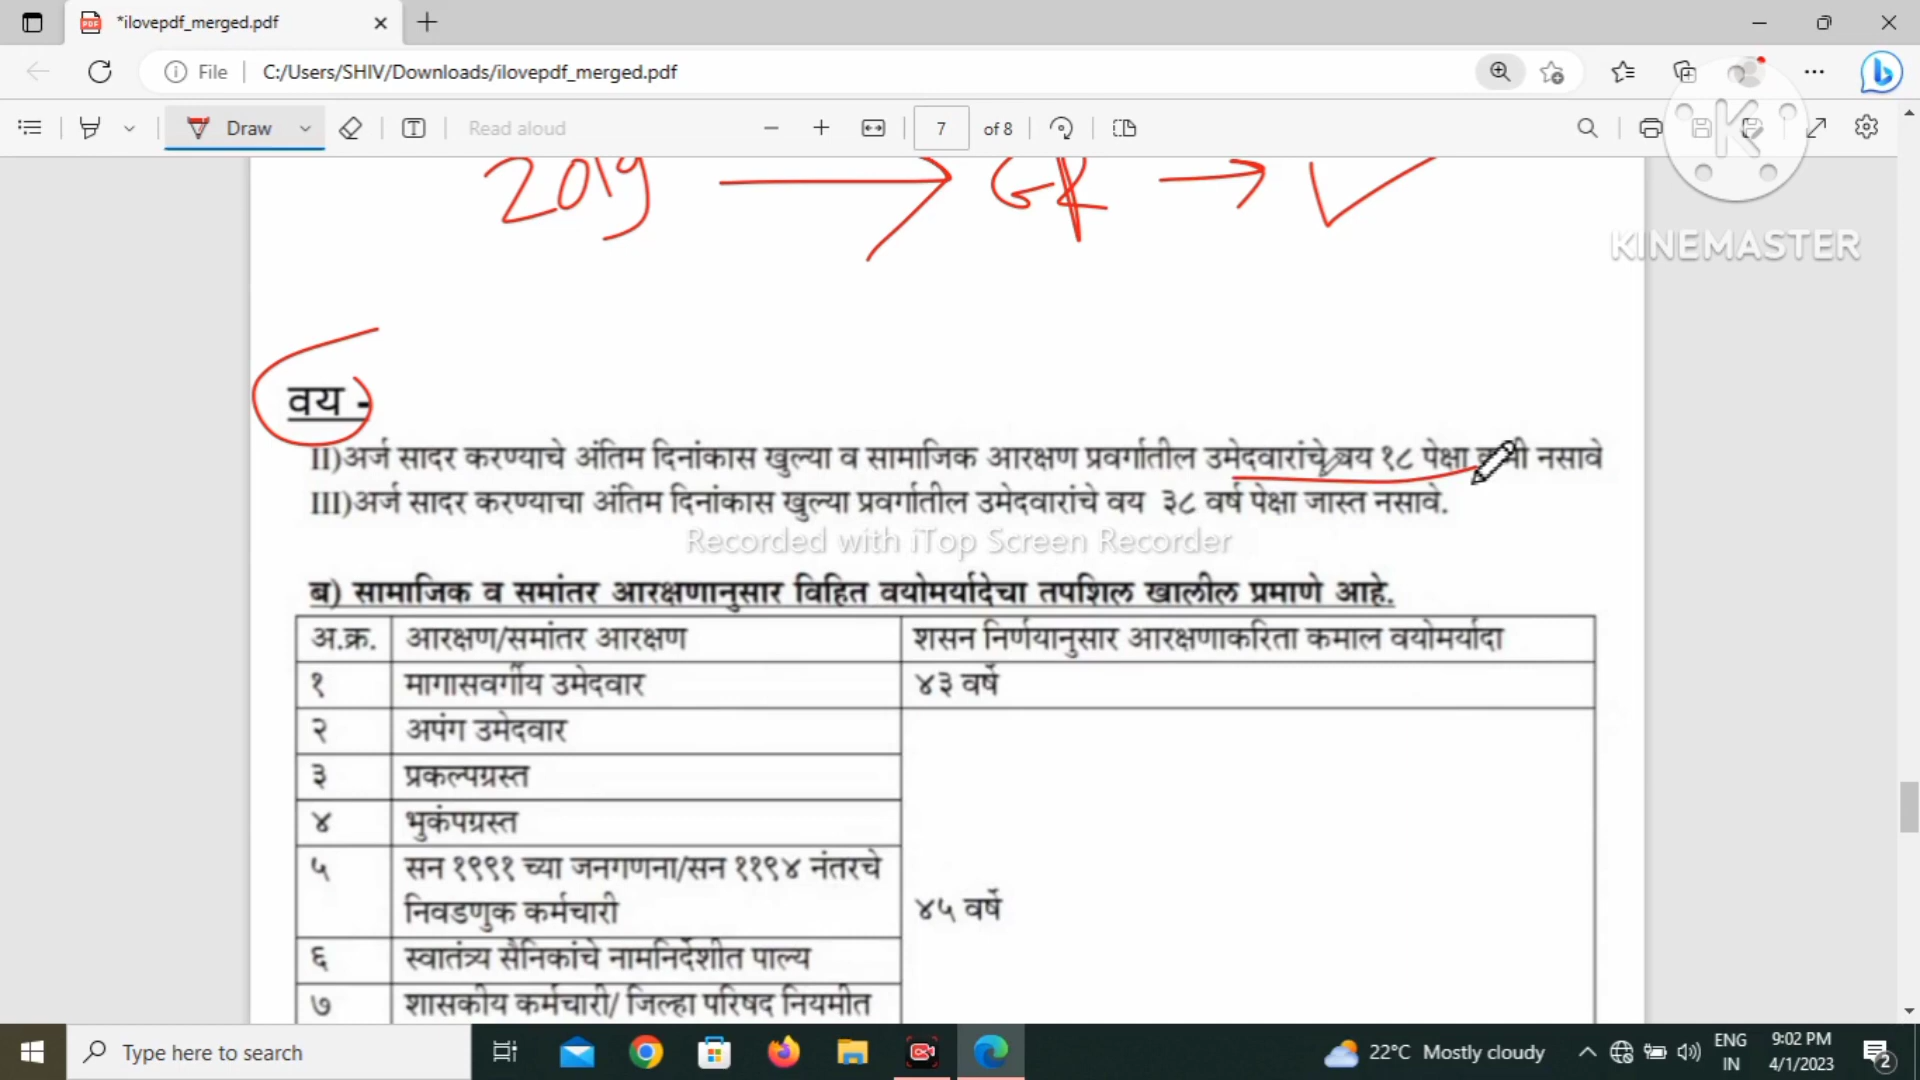 *ilovepdf_merged.pdf
File C:/Users/SHIV/Downloads/ilovepdf_merged.pdf
Draw Read aloud 7 of 8
2019 GR
KINEMASTER
वय -
II)अर्ज सादर करण्याचे अंतिम दिनांकास खुल्या व सामाजिक आरक्षण प्रवर्गातील उमेदवारांचे वय १८ पेक्षा नसावे
III)अर्ज सादर करण्याचा अंतिम दिनांकास खुल्या प्रवर्गातील उमेदवारांचे वय ३८ वर्ष पेक्षा जास्त नसावे.
Recorded with iTop Screen Recorder
ब) सामाजिक व समांतर आरक्षणानुसार विहित वयोमर्यादेचा तपशिल खालील प्रमाणे आहे.
अ.क्र. आरक्षण/समांतर आरक्षण शसन निर्णयानुसार आरक्षणाकरिता कमाल वयोमर्यादा
१ मागासवर्गीय उमेदवार ४३ वर्षे
२ अपंग उमेदवार
३ प्रकल्पग्रस्त
४ भुकंपग्रस्त
५ सन १९९१ च्या जनगणना/सन ११९४ नंतरचे
निवडणुक कर्मचारी ४५ वर्षे
६ स्वातंत्र्य सैनिकांचे नामनिर्देशीत पाल्य
७ शासकीय कर्मचारी/ जिल्हा परिषद नियमीत
Type here to search 22°C Mostly cloudy ENG 9:02 PM
IN 4/1/2023 2